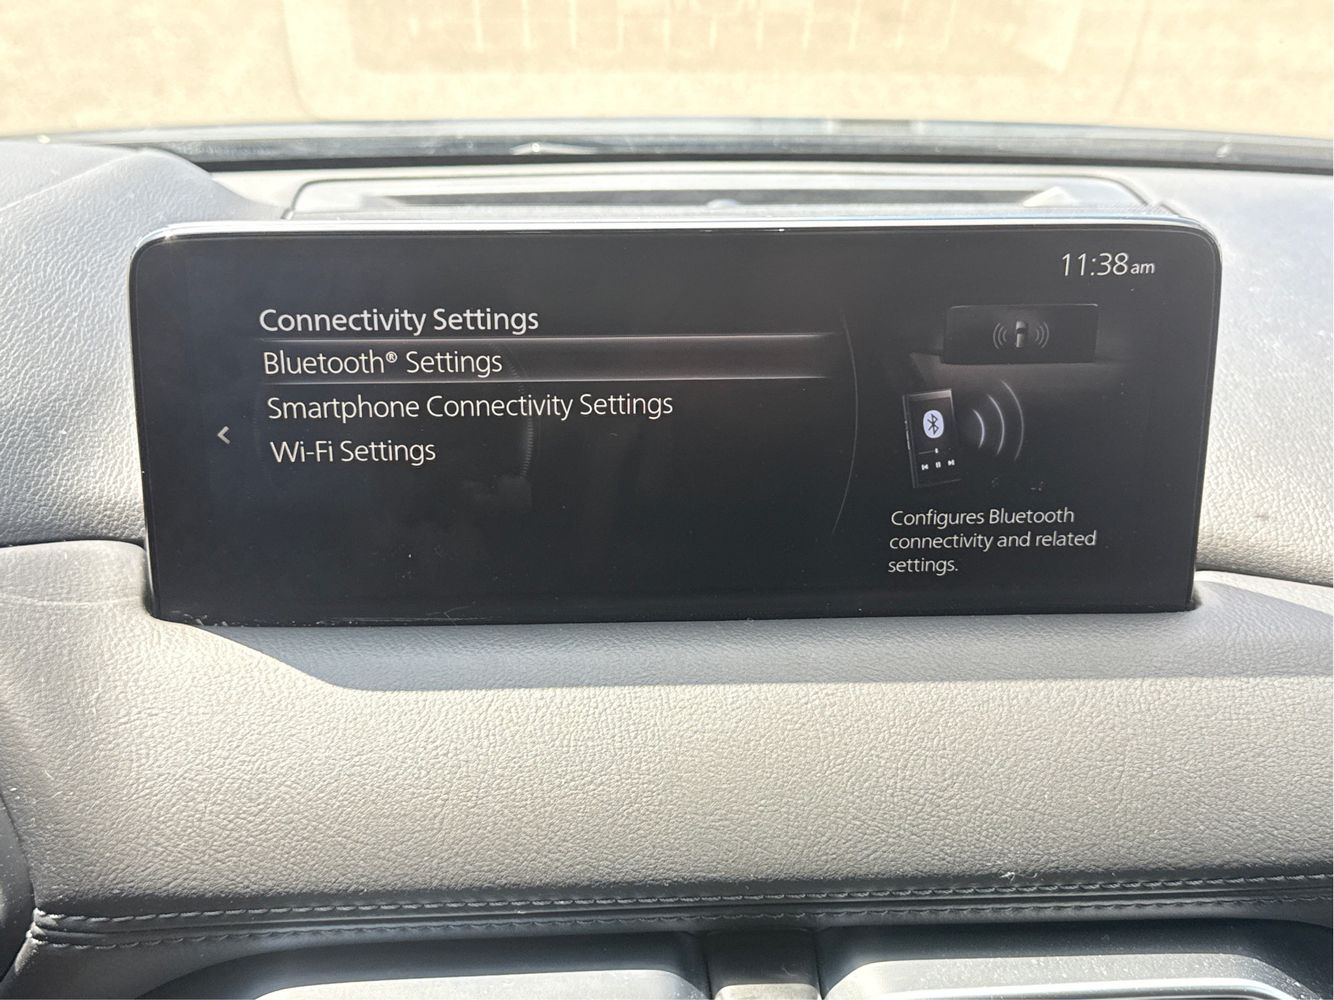 11:38am
Connectivity Settings
Bluetooth® Settings
Smartphone Connectivity Settings
Wi-Fi Settings
Configures Bluetooth
connectivity and related
settings.